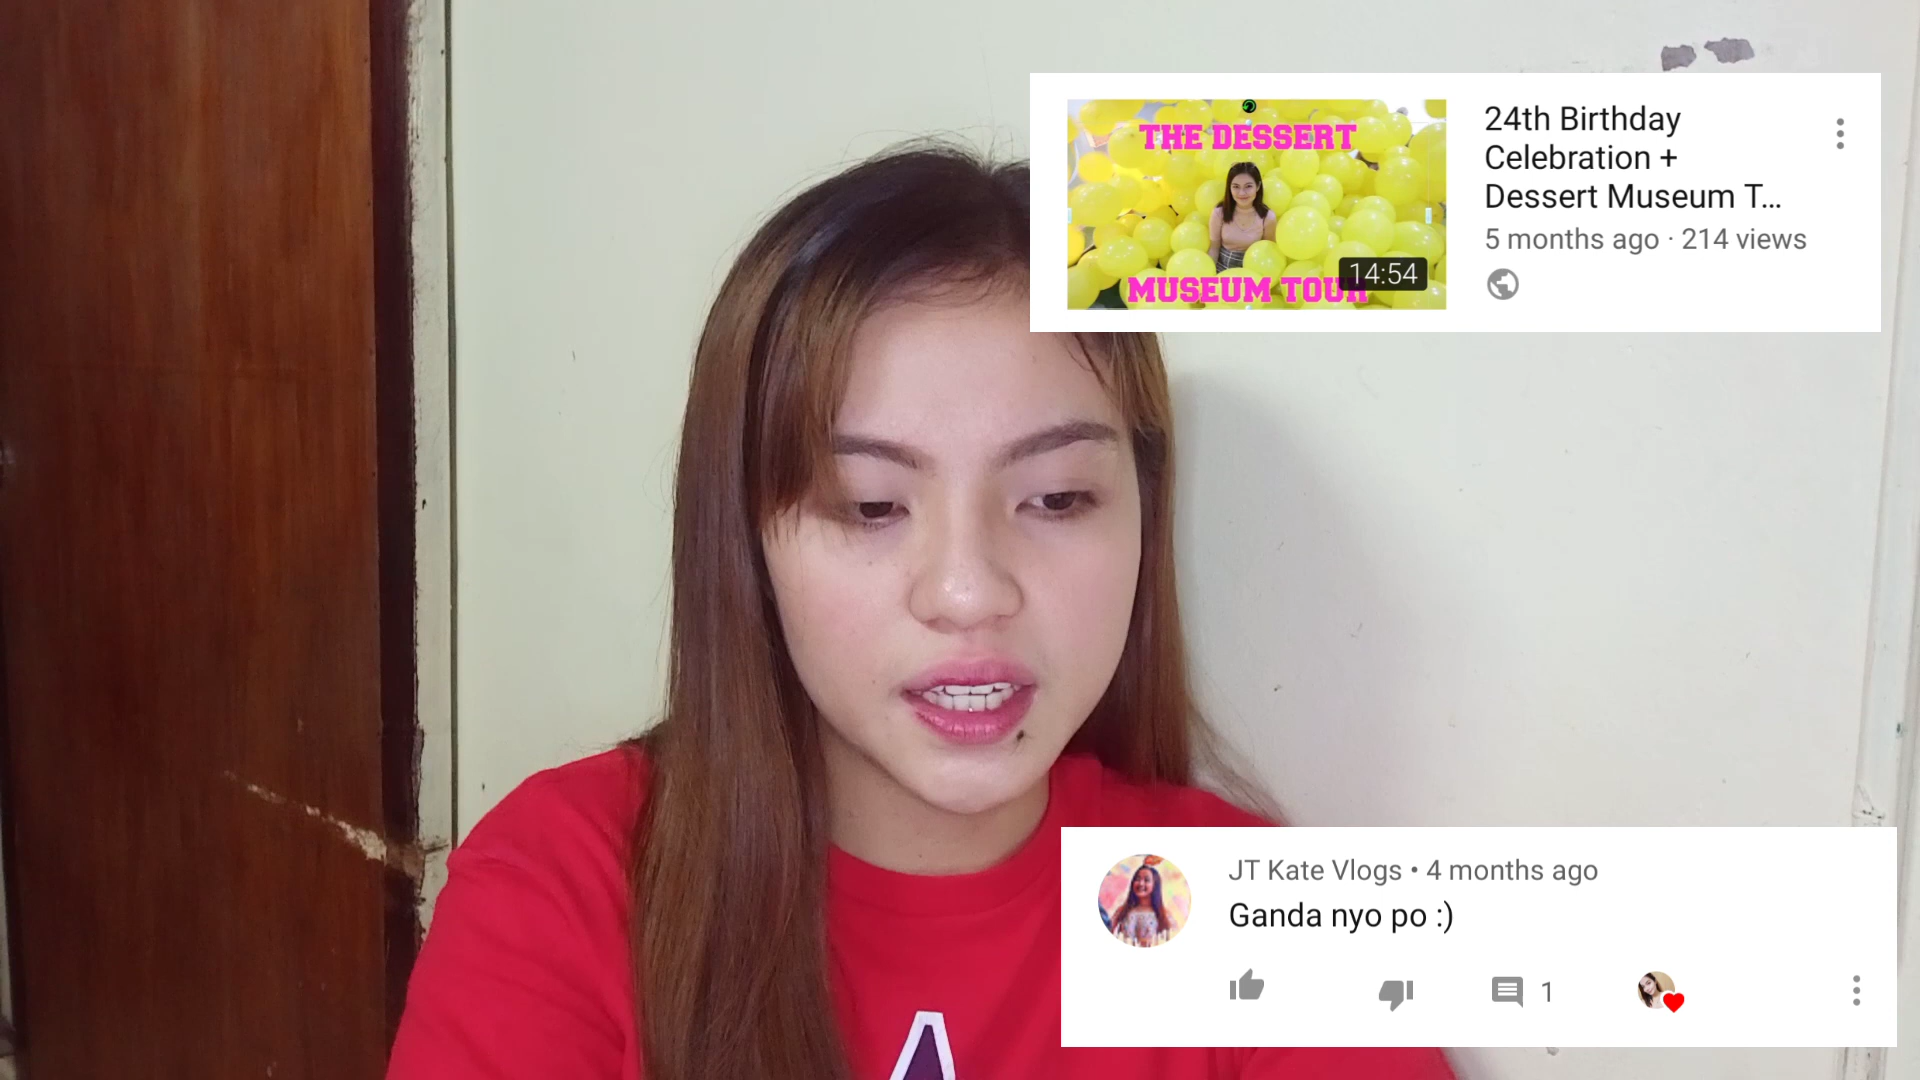 THE DESSERT
MUSEUM TOUR
14:54
24th Birthday
Celebration +
Dessert Museum T...
5 months ago · 214 views
A
JT Kate Vlogs • 4 months ago
Ganda nyo po :)
1